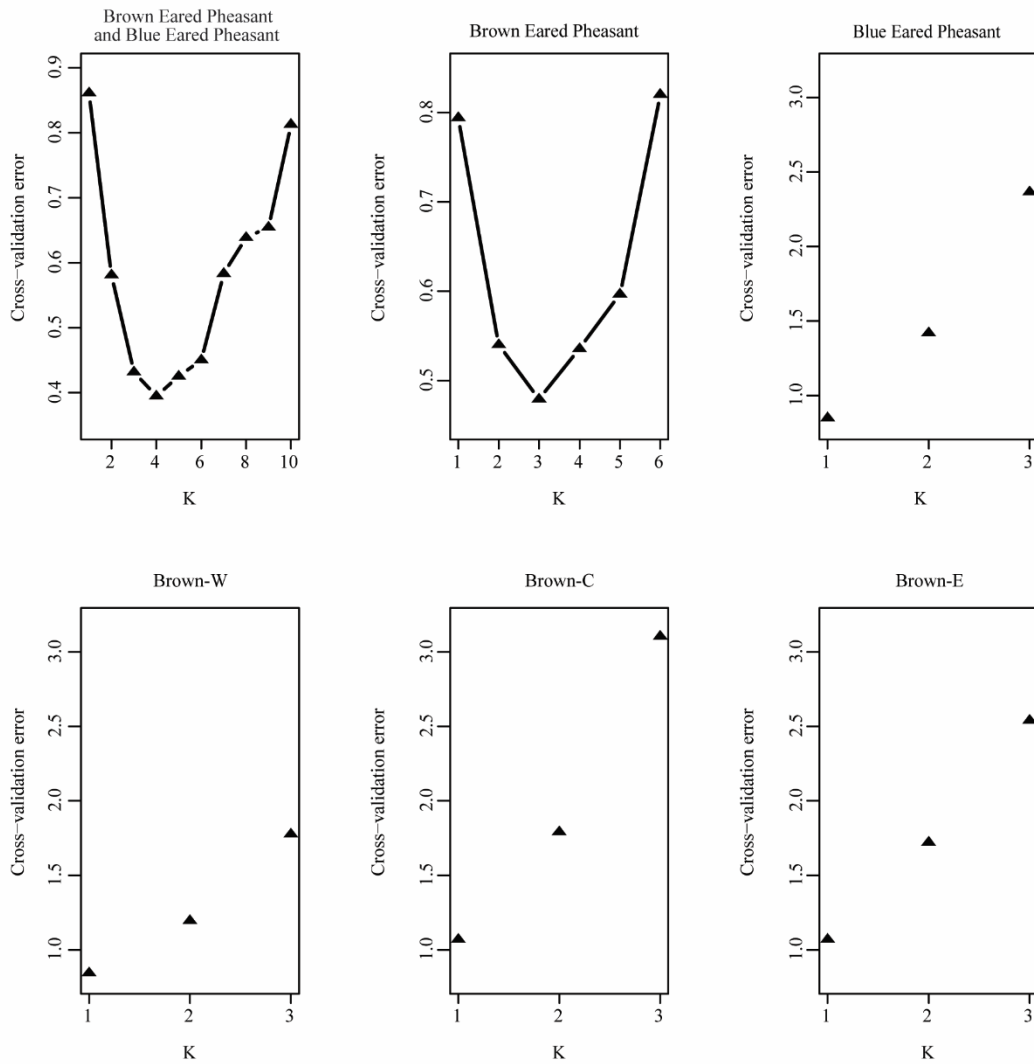 Brown Eared Pheasant
and Blue Eared Pheasant
Cross−validation error
0.9
0.8
0.7
0.6
0.5
0.4
2 4 6 8 10
K
Brown Eared Pheasant
Cross−validation error
0.8
0.7
0.6
0.5
1 2 3 4 5 6
K
Blue Eared Pheasant
Cross−validation error
3.0
2.5
2.0
1.5
1.0
1 2 3
K
Brown-W
Cross−validation error
3.0
2.5
2.0
1.5
1.0
1 2 3
K
Brown-C
Cross−validation error
3.0
2.5
2.0
1.5
1.0
1 2 3
K
Brown-E
Cross−validation error
3.0
2.5
2.0
1.5
1.0
1 2 3
K